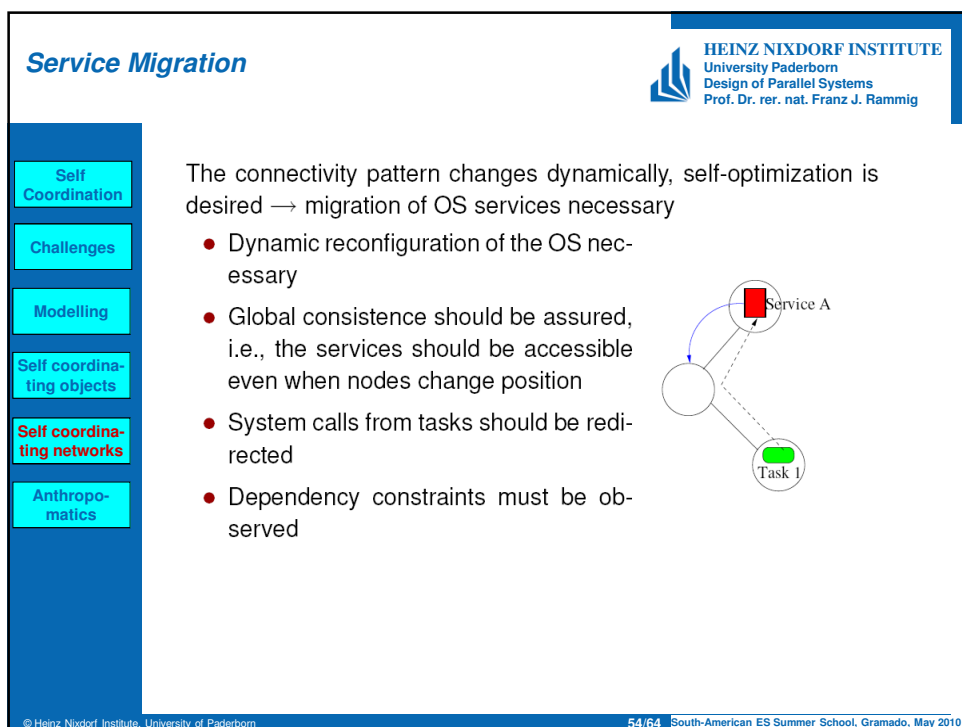 Service Migration
HEINZ NIXDORF INSTITUTE
University Paderborn
Design of Parallel Systems
Prof. Dr. rer. nat. Franz J. Rammig
Self
Coordination
Challenges
Modelling
Self coordina-
ting objects
Self coordina-
ting networks
Anthropo-
matics
The connectivity pattern changes dynamically, self-optimization is
desired → migration of OS services necessary
• Dynamic reconfiguration of the OS nec-
essary
• Global consistence should be assured,
i.e., the services should be accessible
even when nodes change position
• System calls from tasks should be redi-
rected
• Dependency constraints must be ob-
served
Service A
Task 1
© Heinz Nixdorf Institute, University of Paderborn
54/64
South-American ES Summer School, Gramado, May 2010